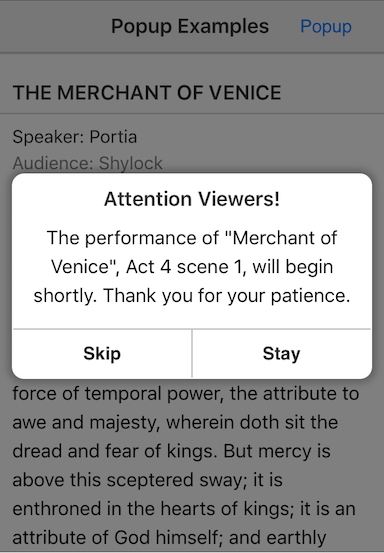 Popup Examples
Popup
THE MERCHANT OF VENICE
Speaker: Portia
Audience: Shylock
Attention Viewers!
The performance of "Merchant of
Venice", Act 4 scene 1, will begin
shortly. Thank you for your patience.
Skip
Stay
force of temporal power, the attribute to
awe and majesty, wherein doth sit the
dread and fear of kings. But mercy is
above this sceptered sway; it is
enthroned in the hearts of kings; it is an
attribute of God himself; and earthly